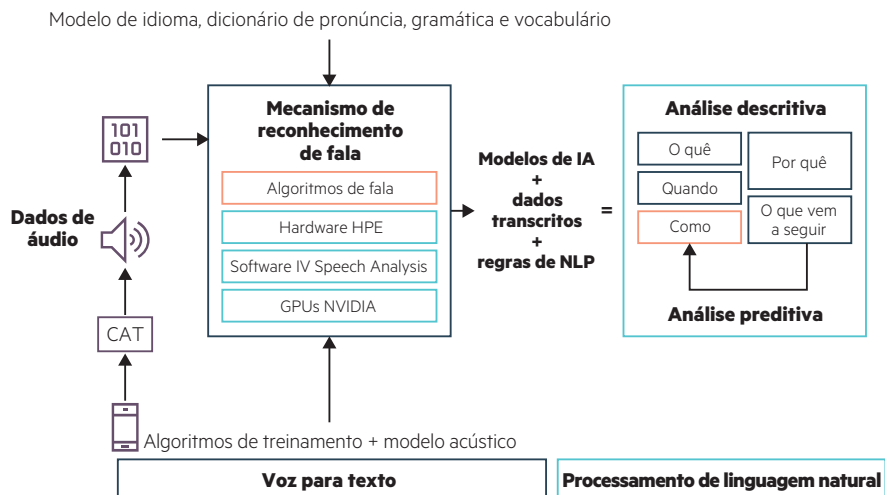 Modelo de idioma, dicionário de pronúncia, gramática e vocabulário
101
010
Dados de
áudio
CAT
Mecanismo de
reconhecimento
de fala
Algoritmos de fala
Hardware HPE
Software IV Speech Analysis
GPUs NVIDIA
Algoritmos de treinamento + modelo acústico
Modelos de IA
+
dados
transcritos
+
regras de NLP
=
Análise descritiva
O quê
Quando
Como
Por quê
O que vem
a seguir
Análise preditiva
Voz para texto
Processamento de linguagem natural